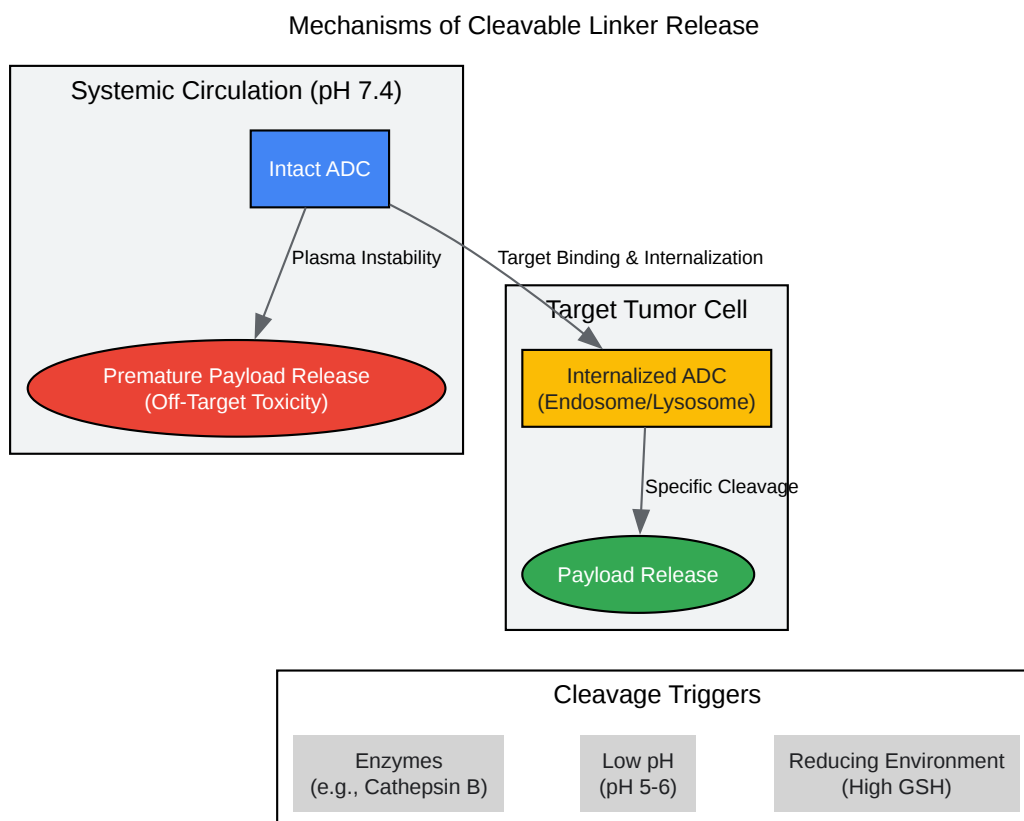 Mechanisms of Cleavable Linker Release
Systemic Circulation (pH 7.4)
Intact ADC
Plasma Instability
Target Binding & Internalization
Premature Payload Release
(Off-Target Toxicity)
Target Tumor Cell
Internalized ADC
(Endosome/Lysosome)
Specific Cleavage
Payload Release
Cleavage Triggers
Enzymes
(e.g., Cathepsin B)
Low pH
(pH 5-6)
Reducing Environment
(High GSH)